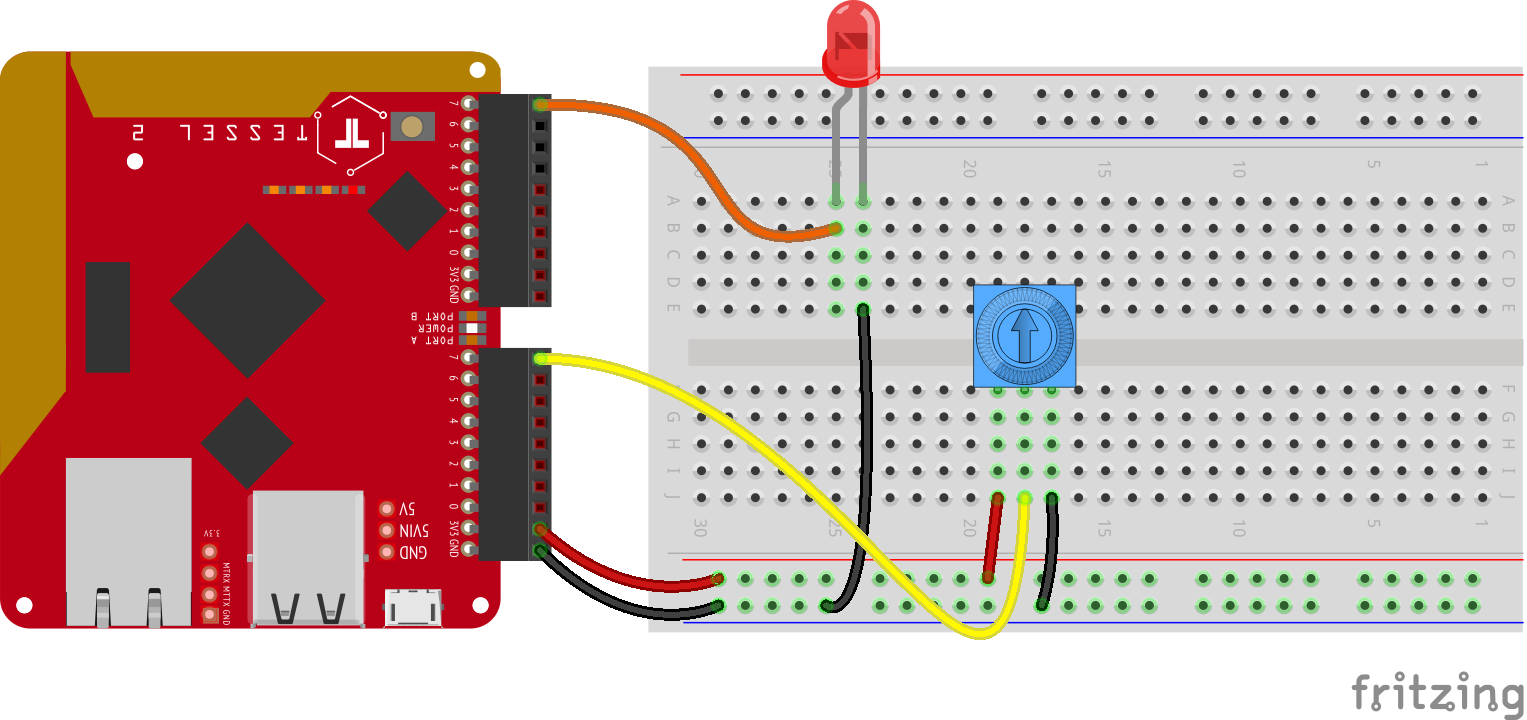 TESSEL 2
7
6
5
4
3
2
1
0
3V3
GND
PORT B
POWER
PORT A
7
6
5
4
3
2
1
0
3V3
GND
5V
5VIN
GND
3.3V
MTRX MTTX GND
25 20 15 10 5 1
A A
B B
C C
D D
E E
F
G G
H H
I I
J J
30 25 20 15 10 5 1
fritzing